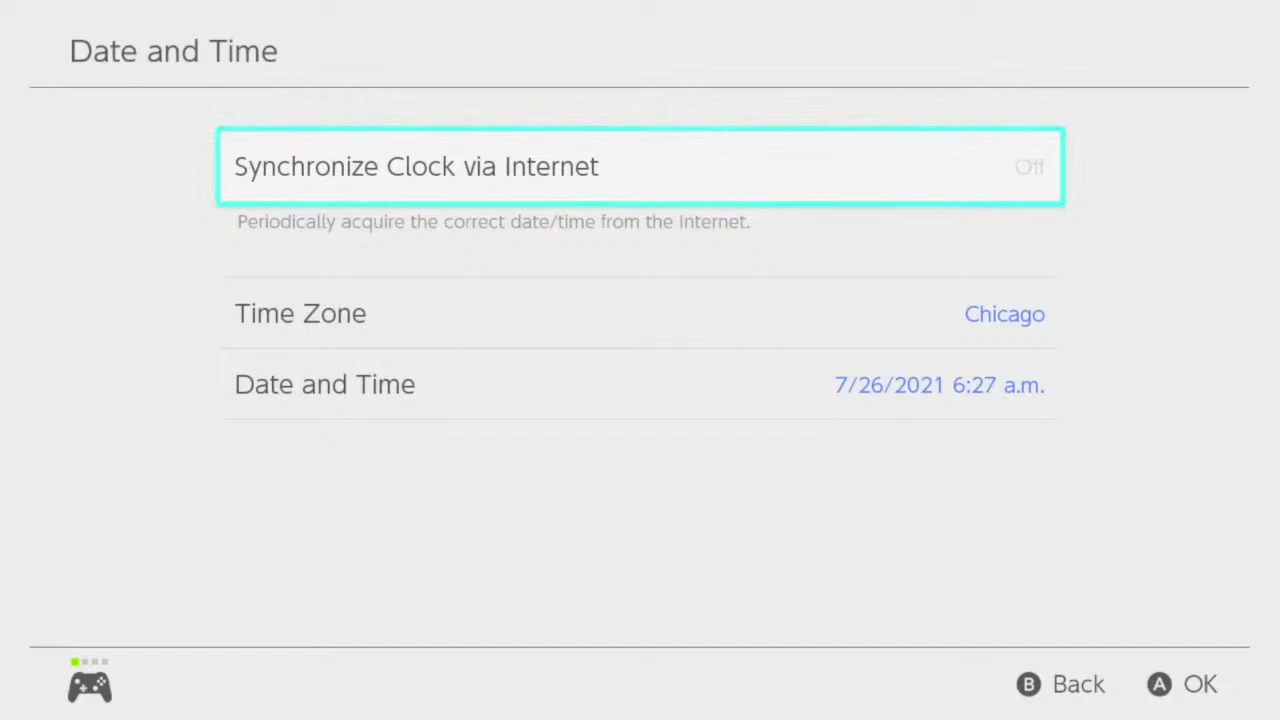 Date and Time
Synchronize Clock via Internet Off
Periodically acquire the correct date/time from the Internet.
Time Zone Chicago
Date and Time 7/26/2021 6:27 a.m.
B Back A OK